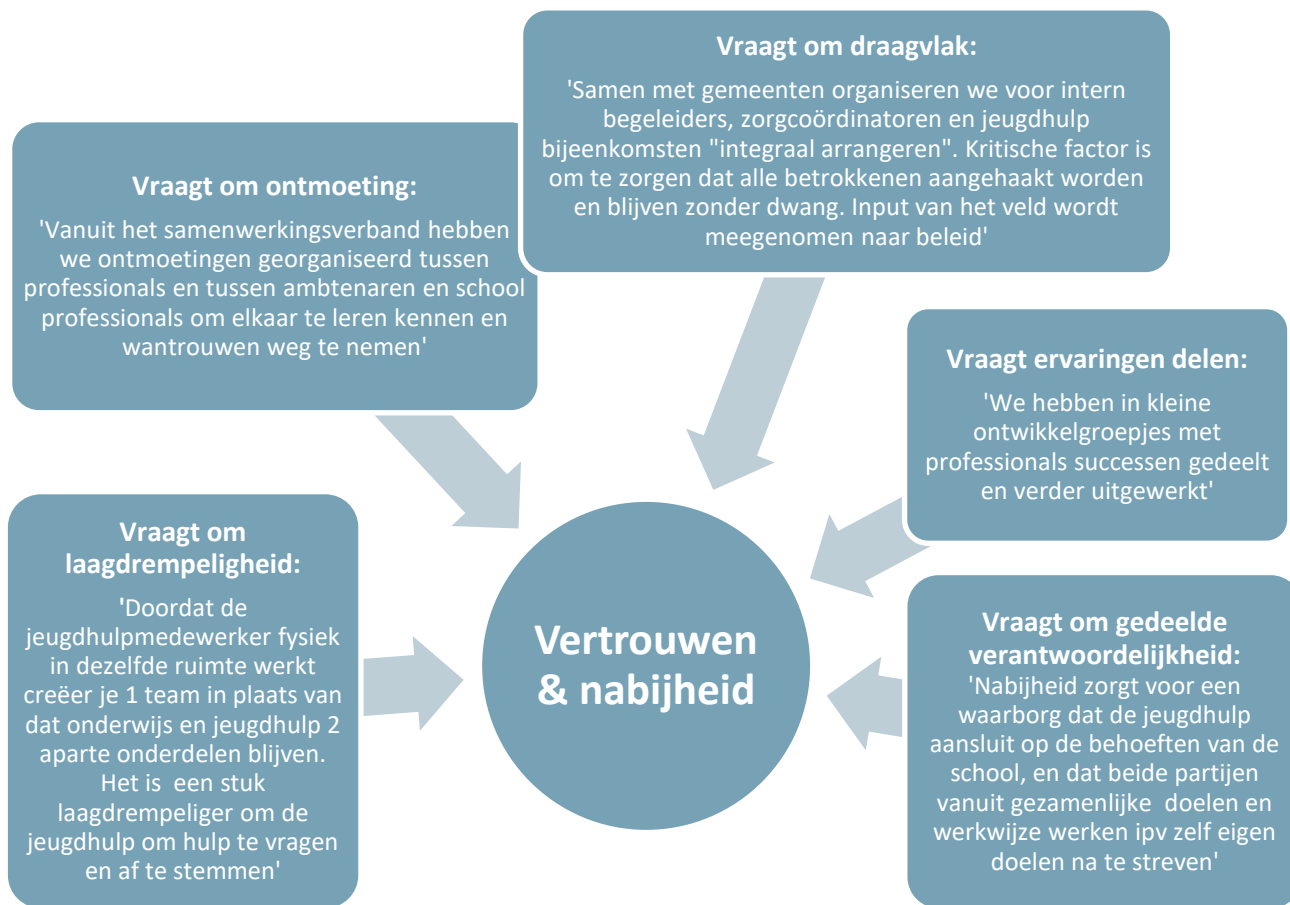 Vraagt om draagvlak:
'Samen met gemeenten organiseren we voor intern
begeleiders, zorgcoördinatoren en jeugdhulp
bijeenkomsten "integraal arrangeren". Kritische factor is
om te zorgen dat alle betrokkenen aangehaakt worden
en blijven zonder dwang. Input van het veld wordt
meegenomen naar beleid'
Vraagt om ontmoeting:
'Vanuit het samenwerkingsverband hebben
we ontmoetingen georganiseerd tussen
professionals en tussen ambtenaren en school
professionals om elkaar te leren kennen en
wantrouwen weg te nemen'
Vraagt ervaringen delen:
'We hebben in kleine
ontwikkelgroepjes met
professionals successen gedeelt
en verder uitgewerkt'
Vraagt om
laagdrempeligheid:
'Doordat de
jeugdhulpmedewerker fysiek
in dezelfde ruimte werkt
creëer je 1 team in plaats van
dat onderwijs en jeugdhulp 2
aparte onderdelen blijven.
Het is een stuk
laagdrempeliger om de
jeugdhulp om hulp te vragen
en af te stemmen'
Vertrouwen
& nabijheid
Vraagt om gedeelde
verantwoordelijkheid:
'Nabijheid zorgt voor een
waarborg dat de jeugdhulp
aansluit op de behoeften van de
school, en dat beide partijen
vanuit gezamenlijke doelen en
werkwijze werken ipv zelf eigen
doelen na te streven'